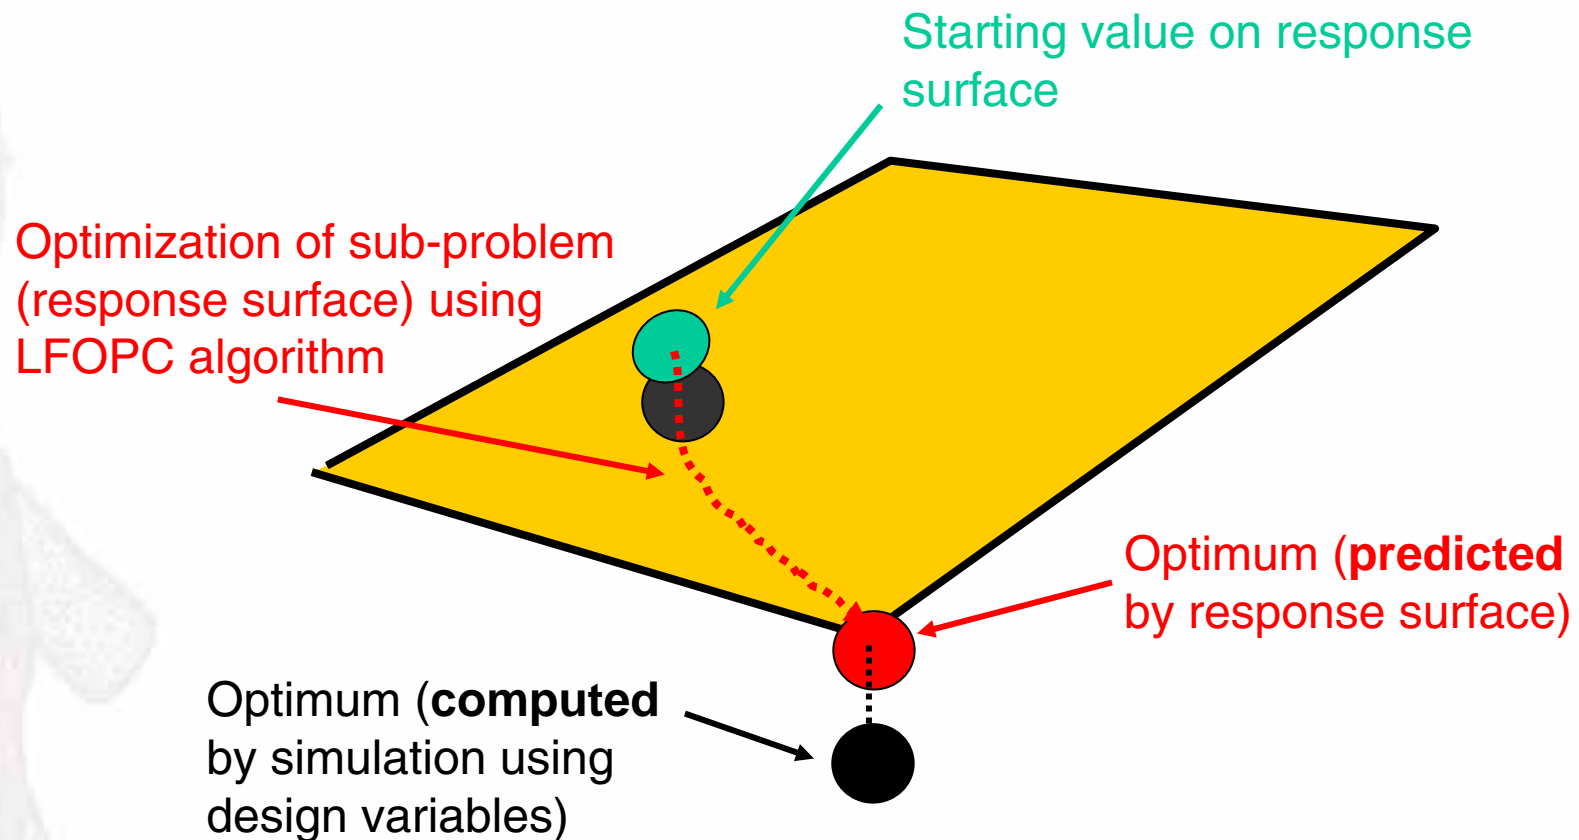 Starting value on response
surface
Optimization of sub-problem
(response surface) using
LFOPC algorithm
Optimum (predicted
by response surface)
Optimum (computed
by simulation using
design variables)